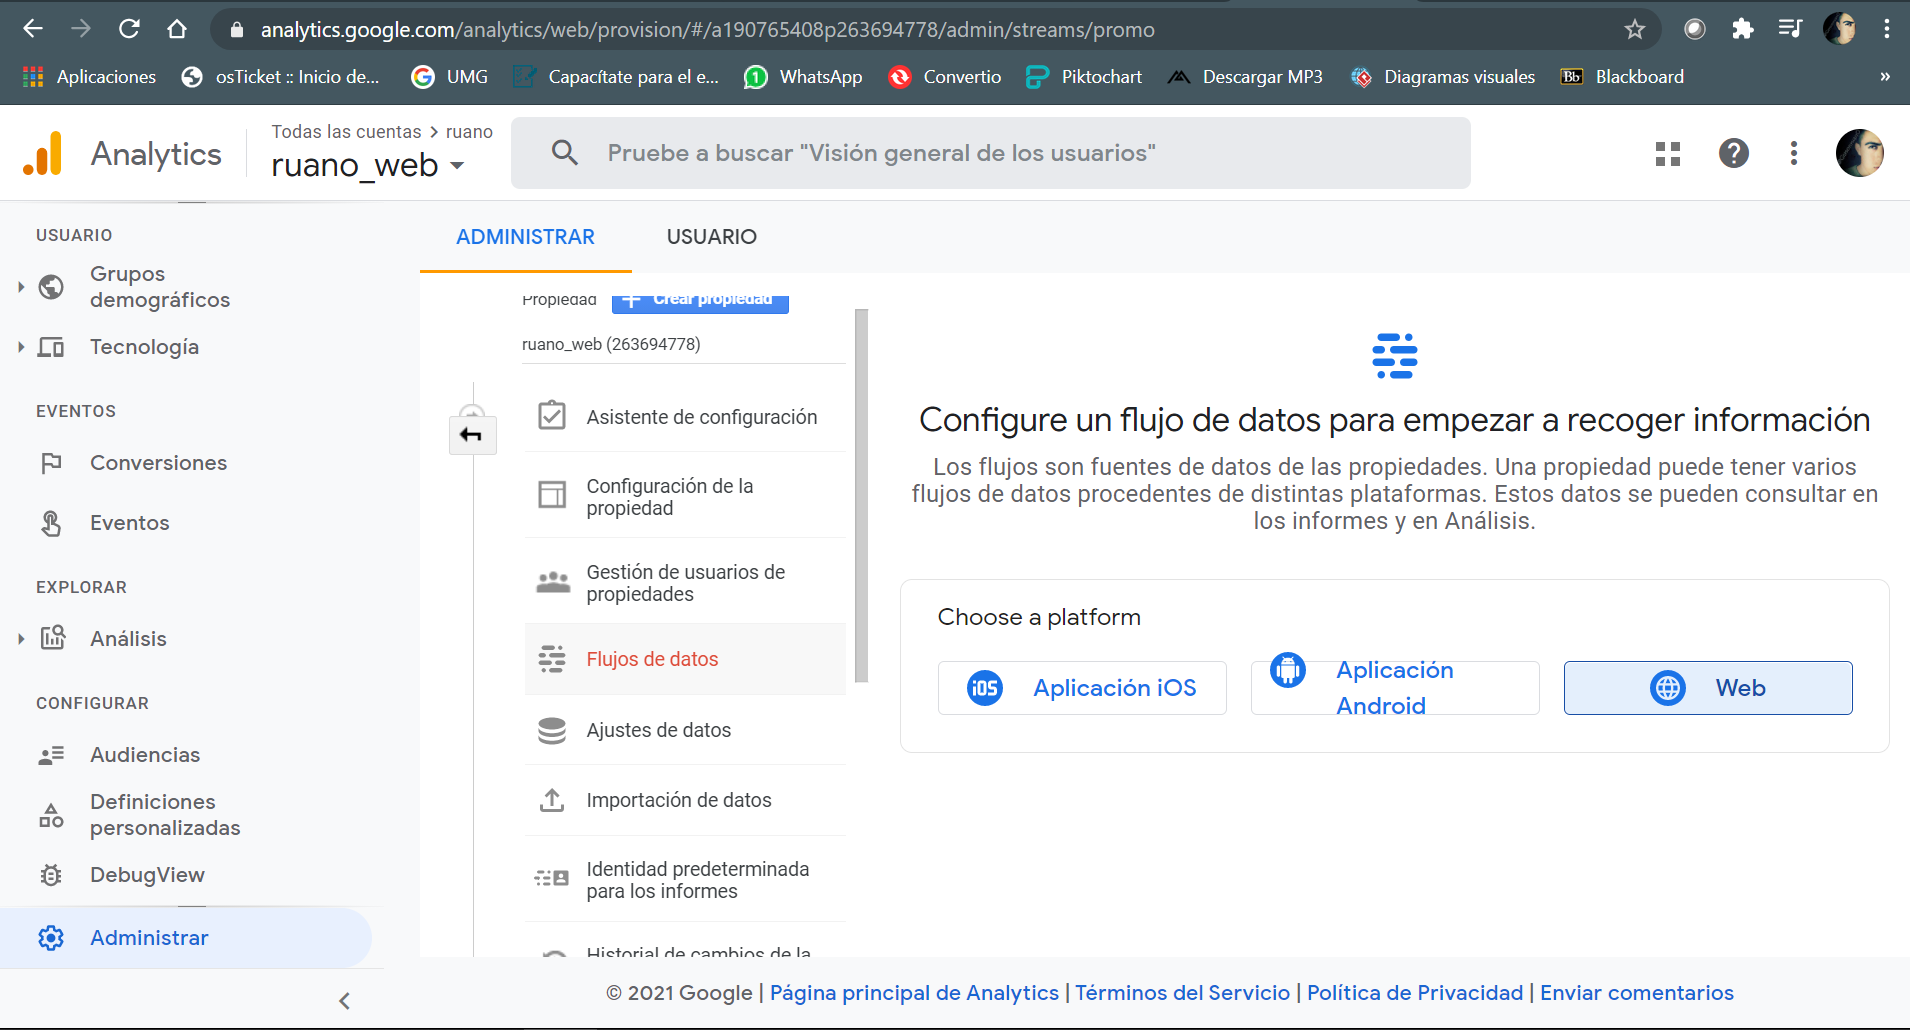 analytics.google.com/analytics/web/provision/#/a190765408p263694778/admin/streams/promo
Aplicaciones
osTicket :: Inicio de...
UMG
Capacítate para el e...
WhatsApp
Convertio
Piktochart
Descargar MP3
Diagramas visuales
Bb
Blackboard
»
Analytics
Todas las cuentas > ruano
ruano_web
Pruebe a buscar "Visión general de los usuarios"
USUARIO
Grupos
demográficos
Tecnología
EVENTOS
Conversiones
Eventos
EXPLORAR
Análisis
CONFIGURAR
Audiencias
Definiciones
personalizadas
DebugView
Administrar
ADMINISTRAR
USUARIO
Propiedad
+ Crear propiedad
ruano_web (263694778)
Asistente de configuración
Configuración de la
propiedad
Gestión de usuarios de
propiedades
Flujos de datos
Ajustes de datos
Importación de datos
Identidad predeterminada
para los informes
Historial de cambios de la
Configure un flujo de datos para empezar a recoger información
Los flujos son fuentes de datos de las propiedades. Una propiedad puede tener varios
flujos de datos procedentes de distintas plataformas. Estos datos se pueden consultar en
los informes y en Análisis.
Choose a platform
iOS
Aplicación iOS
Aplicación
Android
Web
© 2021 Google | Página principal de Analytics | Términos del Servicio | Política de Privacidad | Enviar comentarios